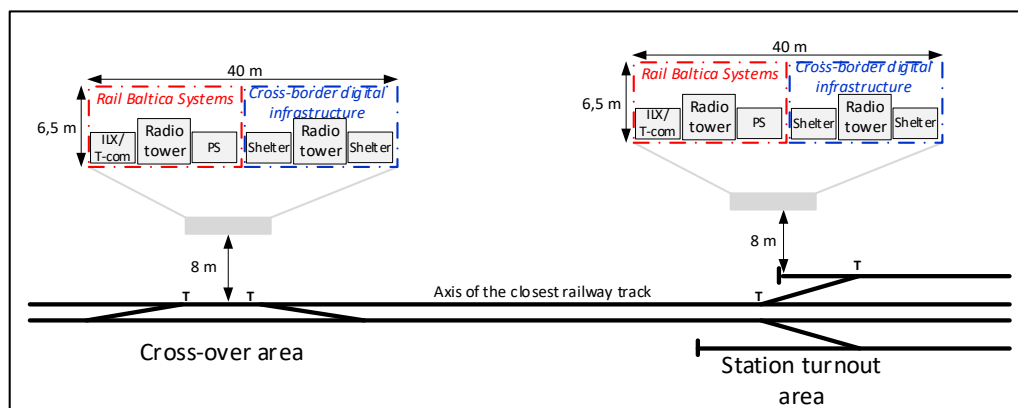 40 m
Rail Baltica Systems
Cross-border digital
infrastructure
6,5 m
IIX/
T-com
Radio
tower
PS
Shelter
Radio
tower
Shelter
8 m
T
T
Cross-over area
Axis of the closest railway track
40 m
Rail Baltica Systems
Cross-border digital
infrastructure
6,5 m
IIX/
T-com
Radio
tower
PS
Shelter
Radio
tower
Shelter
8 m
T
T
Station turnout
area